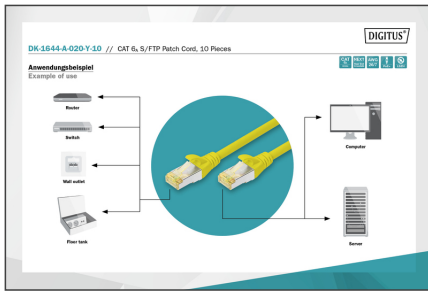 DIGITUS®
DK-1644-A-020-Y-10 // CAT 6A S/FTP Patch Cord, 10 Pieces
Anwendungsbeispiel
Example of use
Router
Switch
Wall outlet
Floor tank
Computer
Server